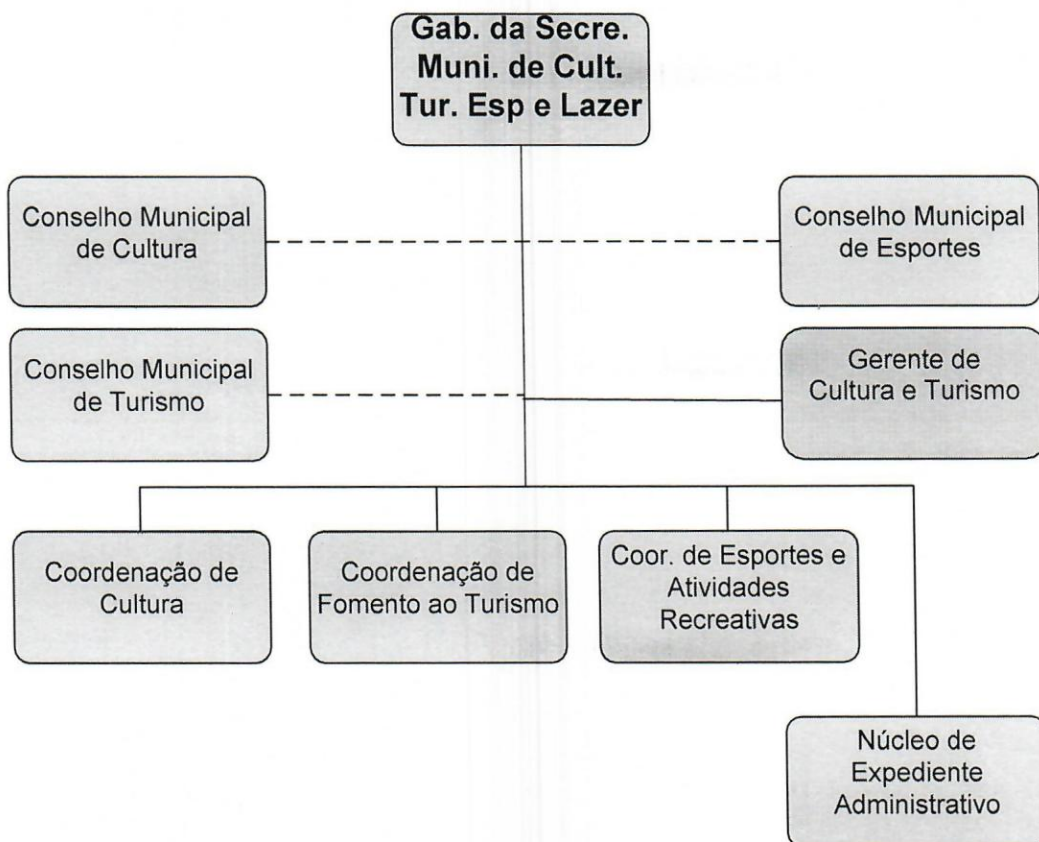 Gab. da Secre.
Muni. de Cult.
Tur. Esp e Lazer
Conselho Municipal
de Cultura
Conselho Municipal
de Esportes
Conselho Municipal
de Turismo
Gerente de
Cultura e Turismo
Coordenação de
Cultura
Coordenação de
Fomento ao Turismo
Coor. de Esportes e
Atividades
Recreativas
Núcleo de
Expediente
Administrativo